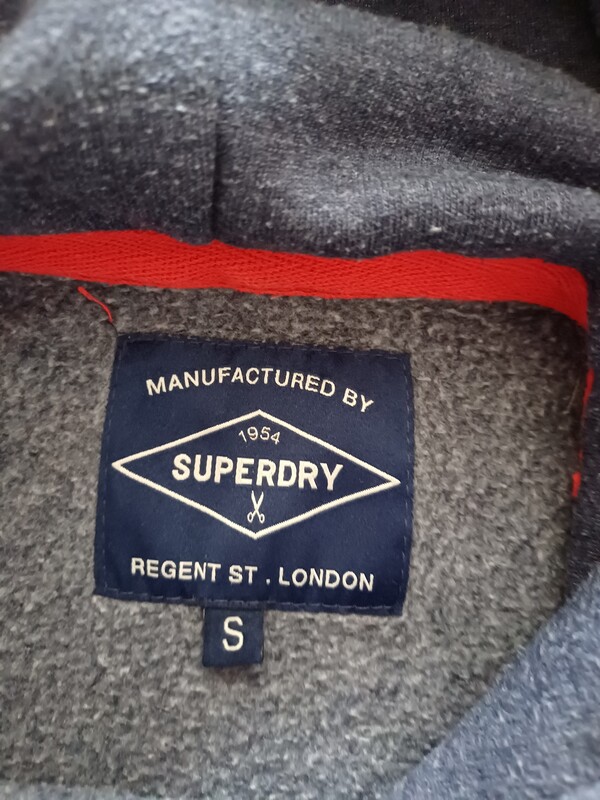 MANUFACTURED BY
1954
SUPERDRY
REGENT ST . LONDON
S